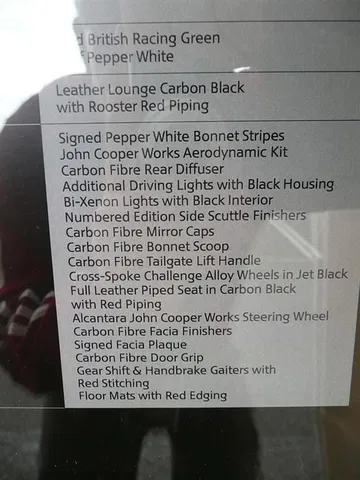 British Racing Green
Pepper White
Leather Lounge Carbon Black
with Rooster Red Piping
Signed Pepper White Bonnet Stripes
John Cooper Works Aerodynamic Kit
Carbon Fibre Rear Diffuser
Additional Driving Lights with Black Housing
Bi-Xenon Lights with Black Interior
Numbered Edition Side Scuttle Finishers
Carbon Fibre Mirror Caps
Carbon Fibre Bonnet Scoop
Carbon Fibre Tailgate Lift Handle
Cross-Spoke Challenge Alloy Wheels in Jet Black
Full Leather Piped Seat in Carbon Black
with Red Piping
Alcantara John Cooper Works Steering Wheel
Carbon Fibre Facia Finishers
Signed Facia Plaque
Carbon Fibre Door Grip
Gear Shift & Handbrake Gaiters with
Red Stitching
Floor Mats with Red Edging